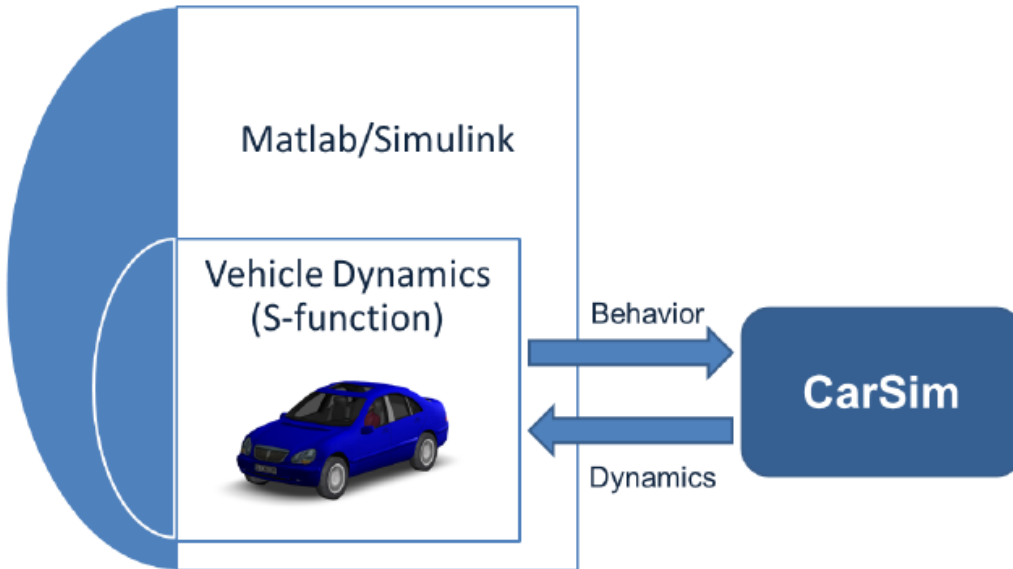 Matlab/Simulink
Vehicle Dynamics
(S-function)
Behavior
CarSim
Dynamics